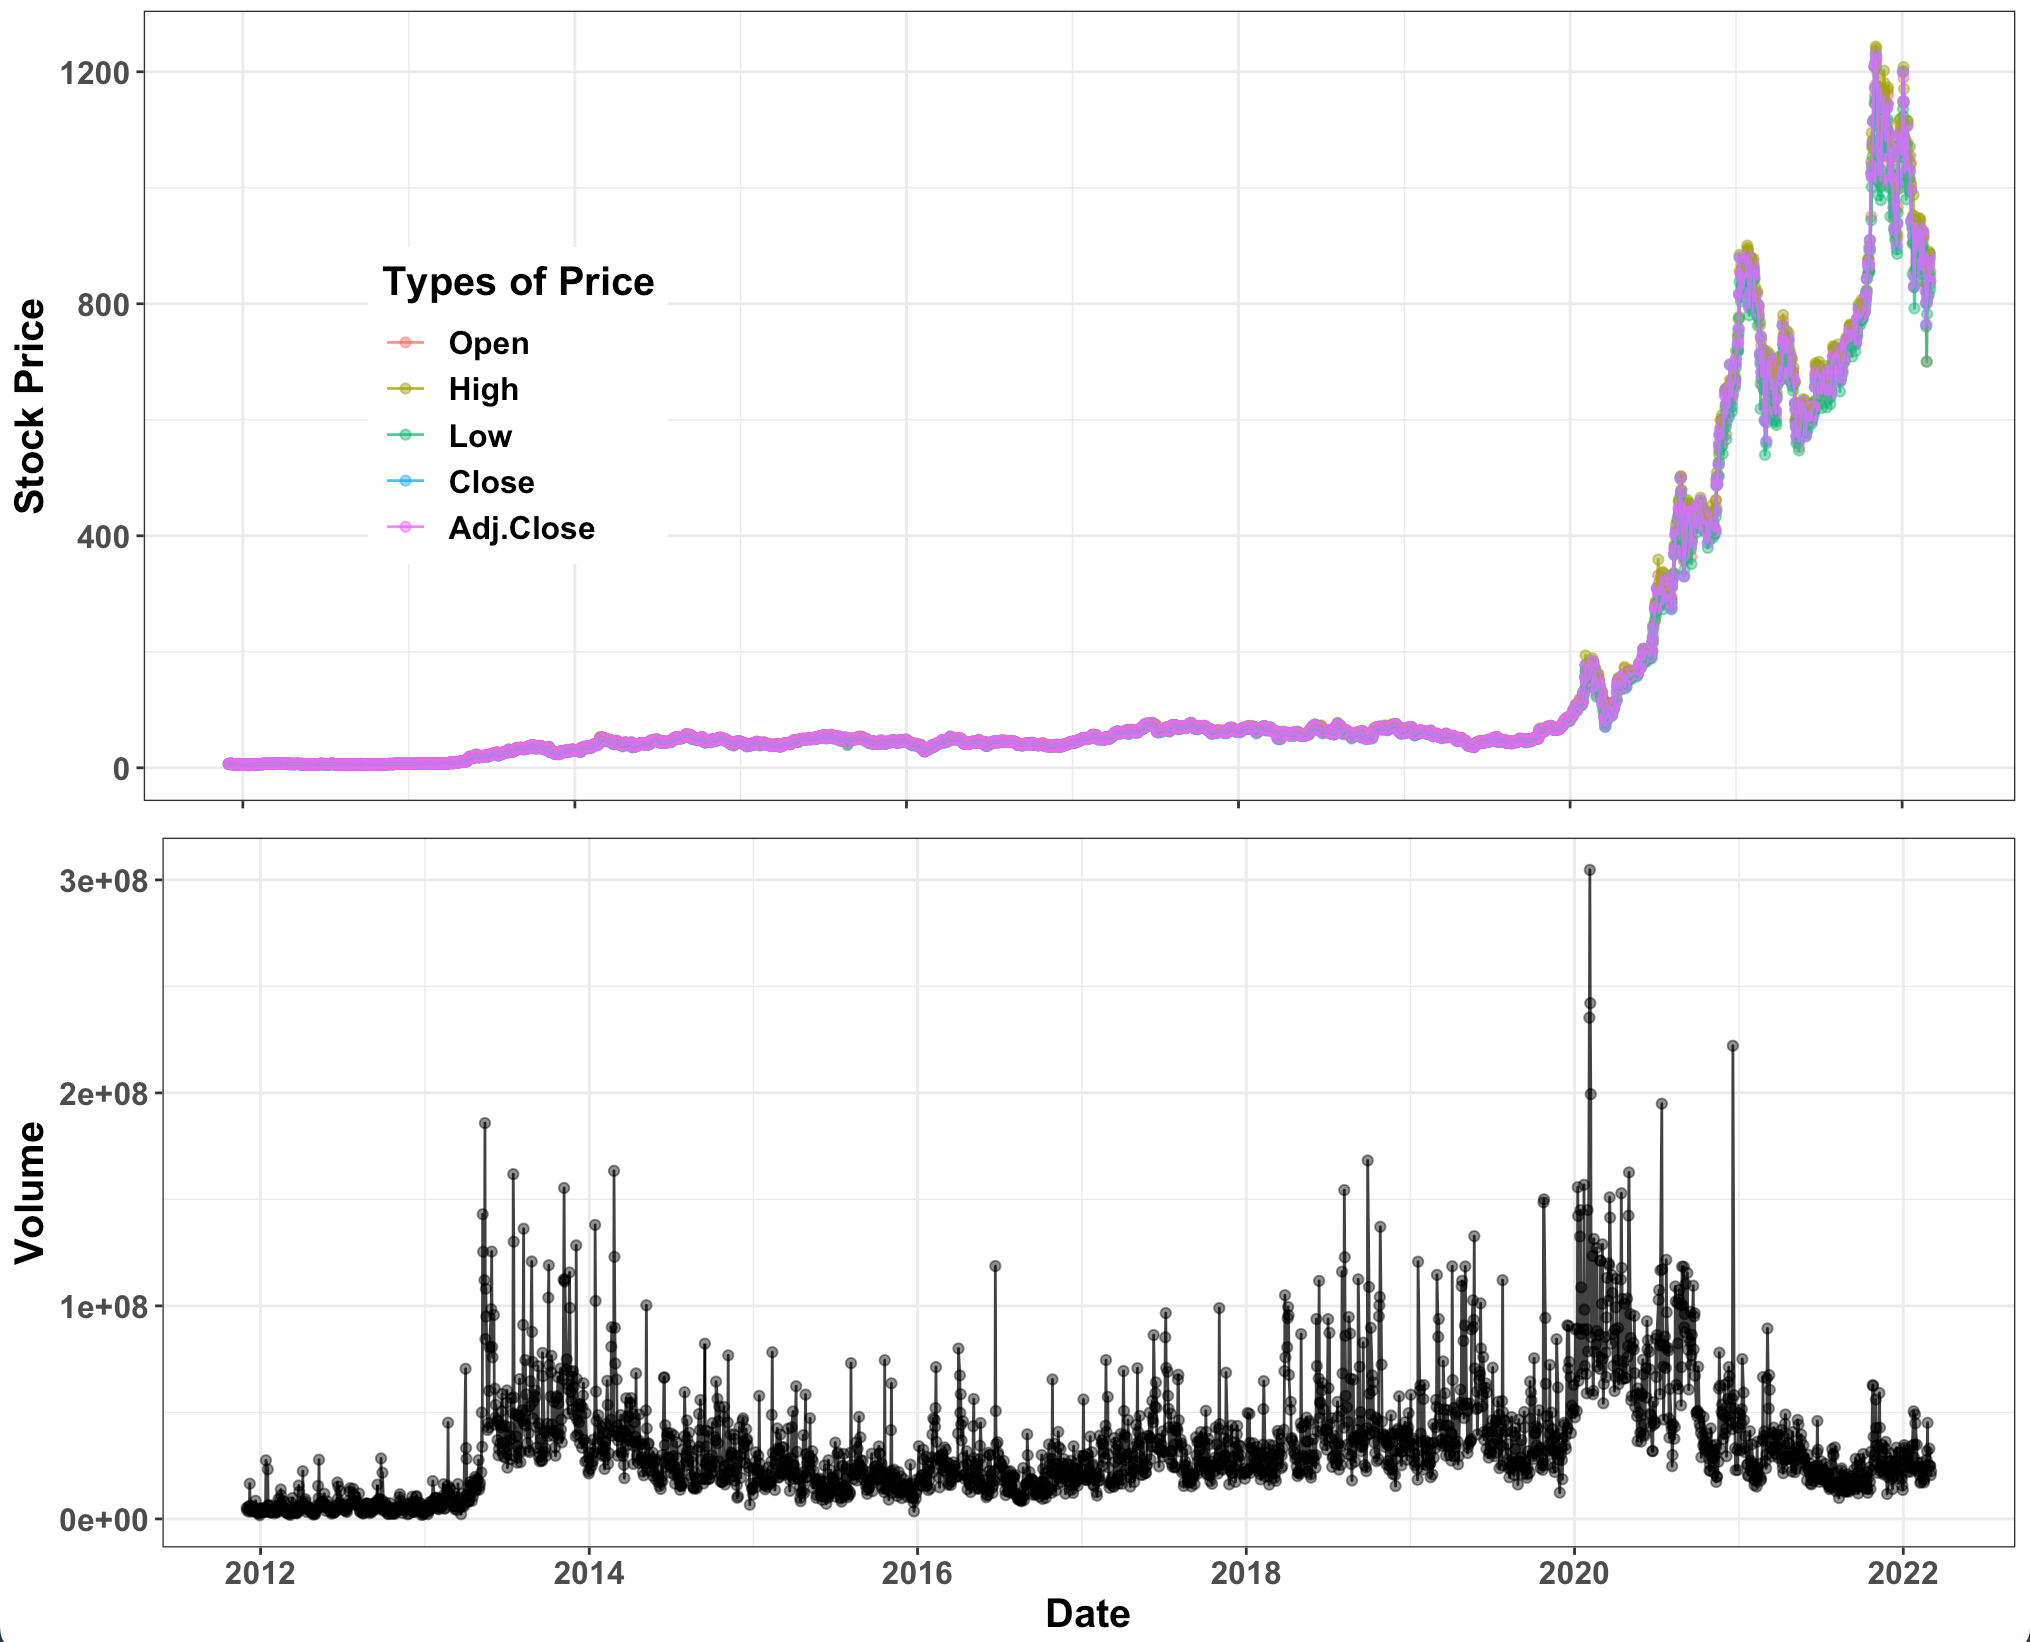 1200
800
400
0
Stock Price
Types of Price
Open
High
Low
Close
Adj.Close
3e+08
2e+08
1e+08
0e+00
Volume
2012 2014 2016 2018 2020 2022
Date